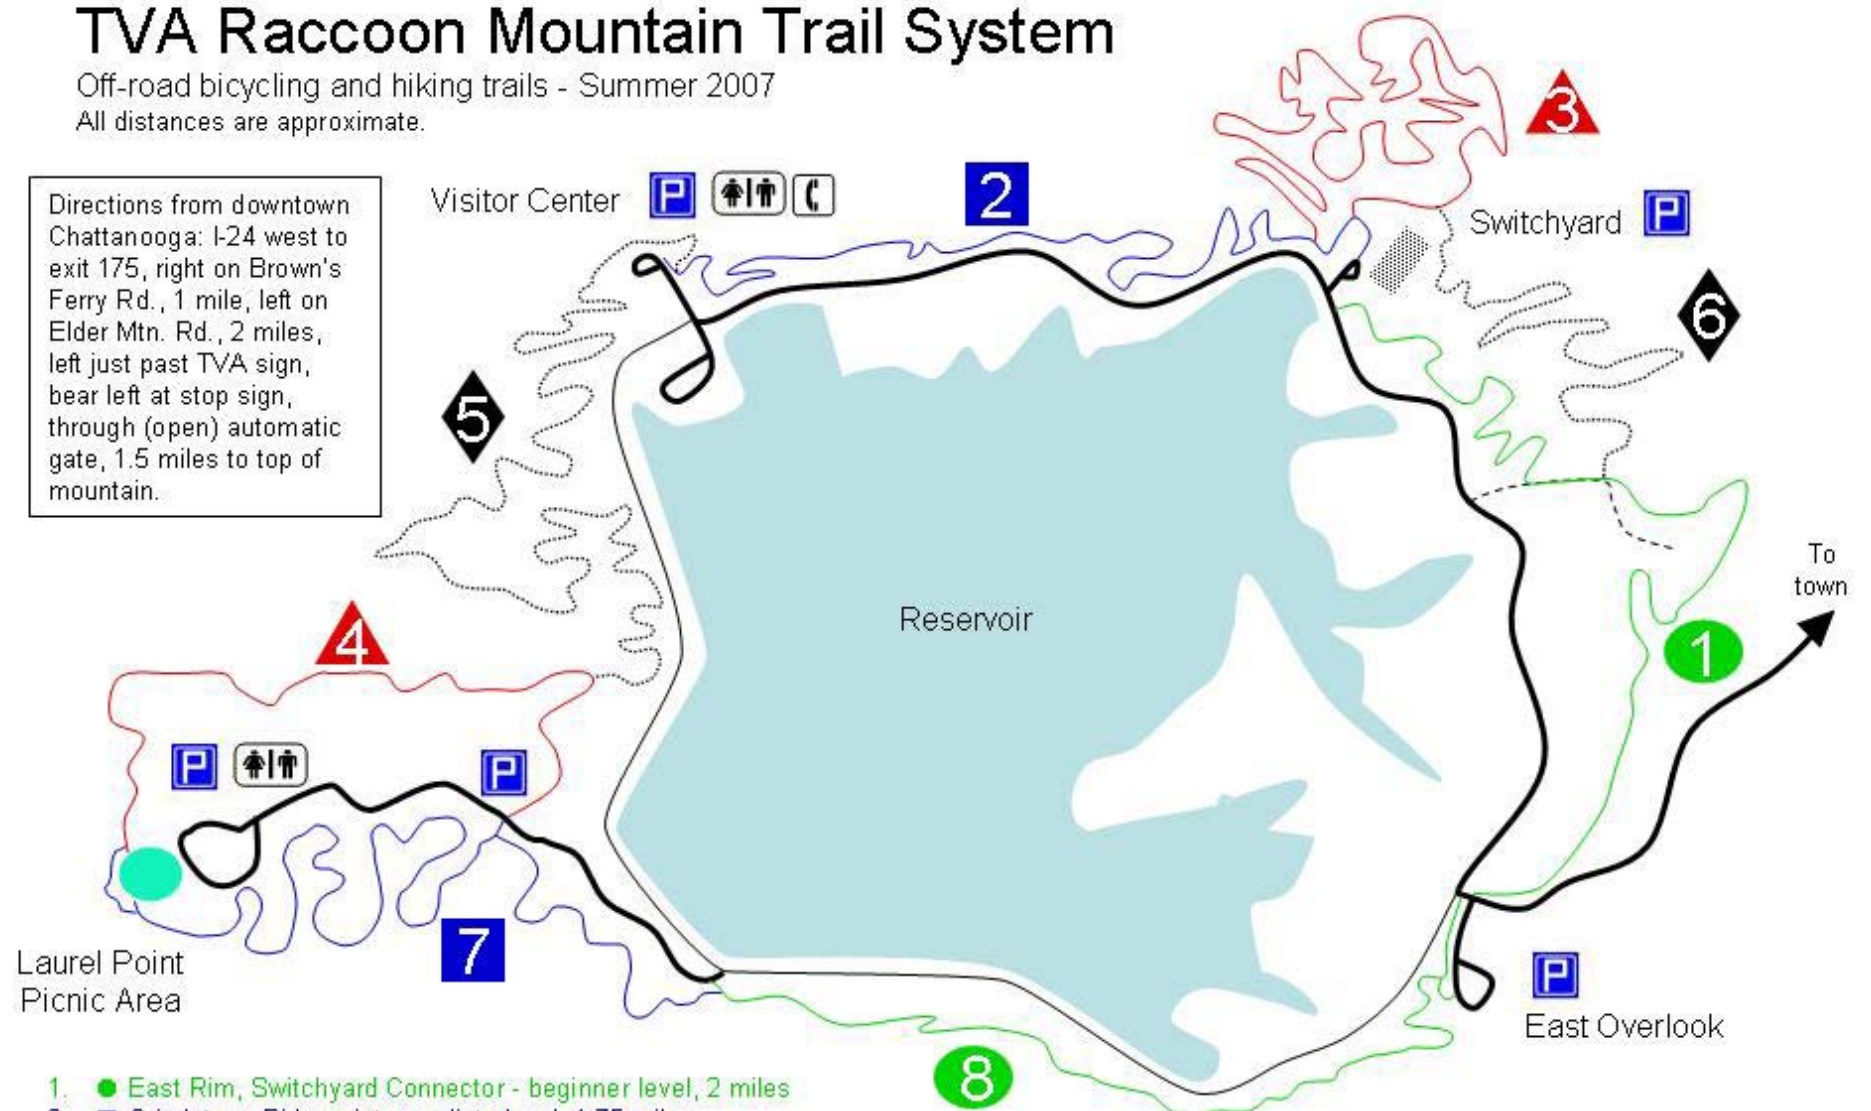 TVA Raccoon Mountain Trail System
Off-road bicycling and hiking trails - Summer 2007
All distances are approximate.
Directions from downtown
Chattanooga: I-24 west to
exit 175, right on Brown's
Ferry Rd., 1 mile, left on
Elder Mtn. Rd., 2 miles,
left just past TVA sign,
bear left at stop sign,
through (open) automatic
gate, 1.5 miles to top of
mountain.
Visitor Center P
2
3
Switchyard P
6
5
Reservoir
To
town
4
1
P
P
7
Laurel Point
Picnic Area
P
East Overlook
8
1. East Rim, Switchyard Connector - beginner level, 2 miles